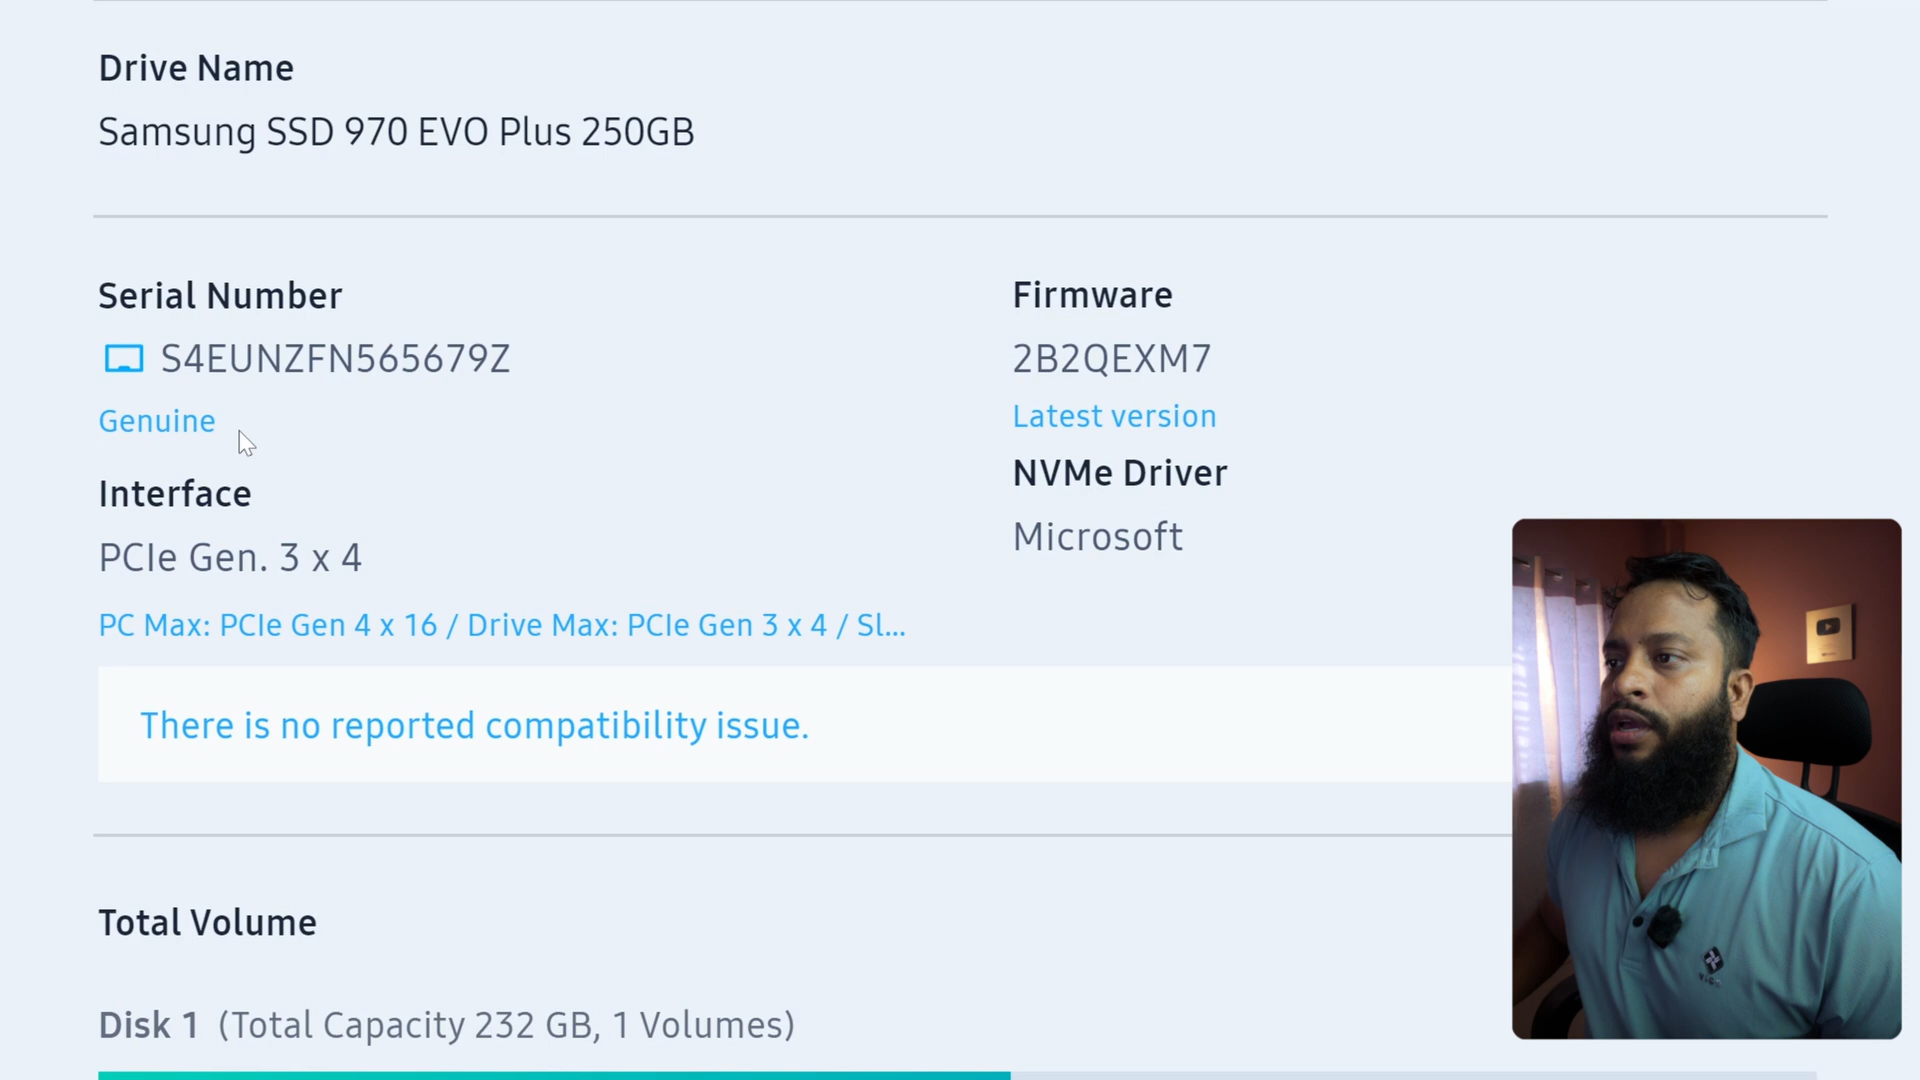 Drive Name
Samsung SSD 970 EVO Plus 250GB
Serial Number
S4EUNZFN565679Z
Genuine
Interface
PCIe Gen. 3 x 4
PC Max: PCIe Gen 4 x 16 / Drive Max: PCIe Gen 3 x 4 / Sl...
Firmware
2B2QEXM7
Latest version
NVMe Driver
Microsoft
There is no reported compatibility issue.
Total Volume
Disk 1 (Total Capacity 232 GB, 1 Volumes)